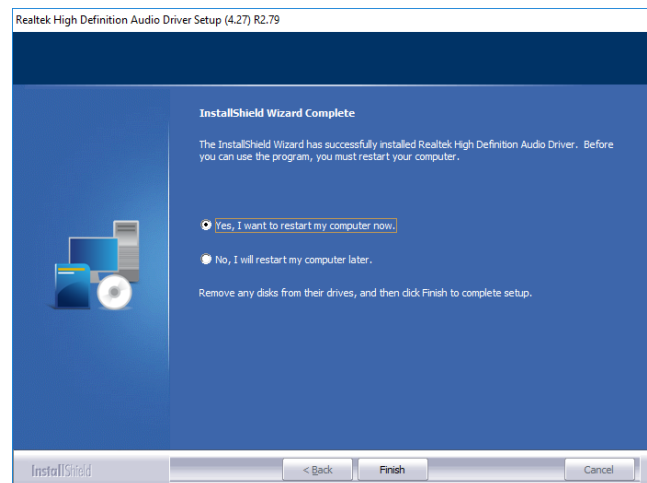 Realtek High Definition Audio Driver Setup (4.27) R2.79
InstallShield Wizard Complete
The InstallShield Wizard has successfully installed Realtek High Definition Audio Driver. Before
you can use the program, you must restart your computer.
Yes, I want to restart my computer now.
No, I will restart my computer later.
Remove any disks from their drives, and then click Finish to complete setup.
InstallShield
< Back
Finish
Cancel